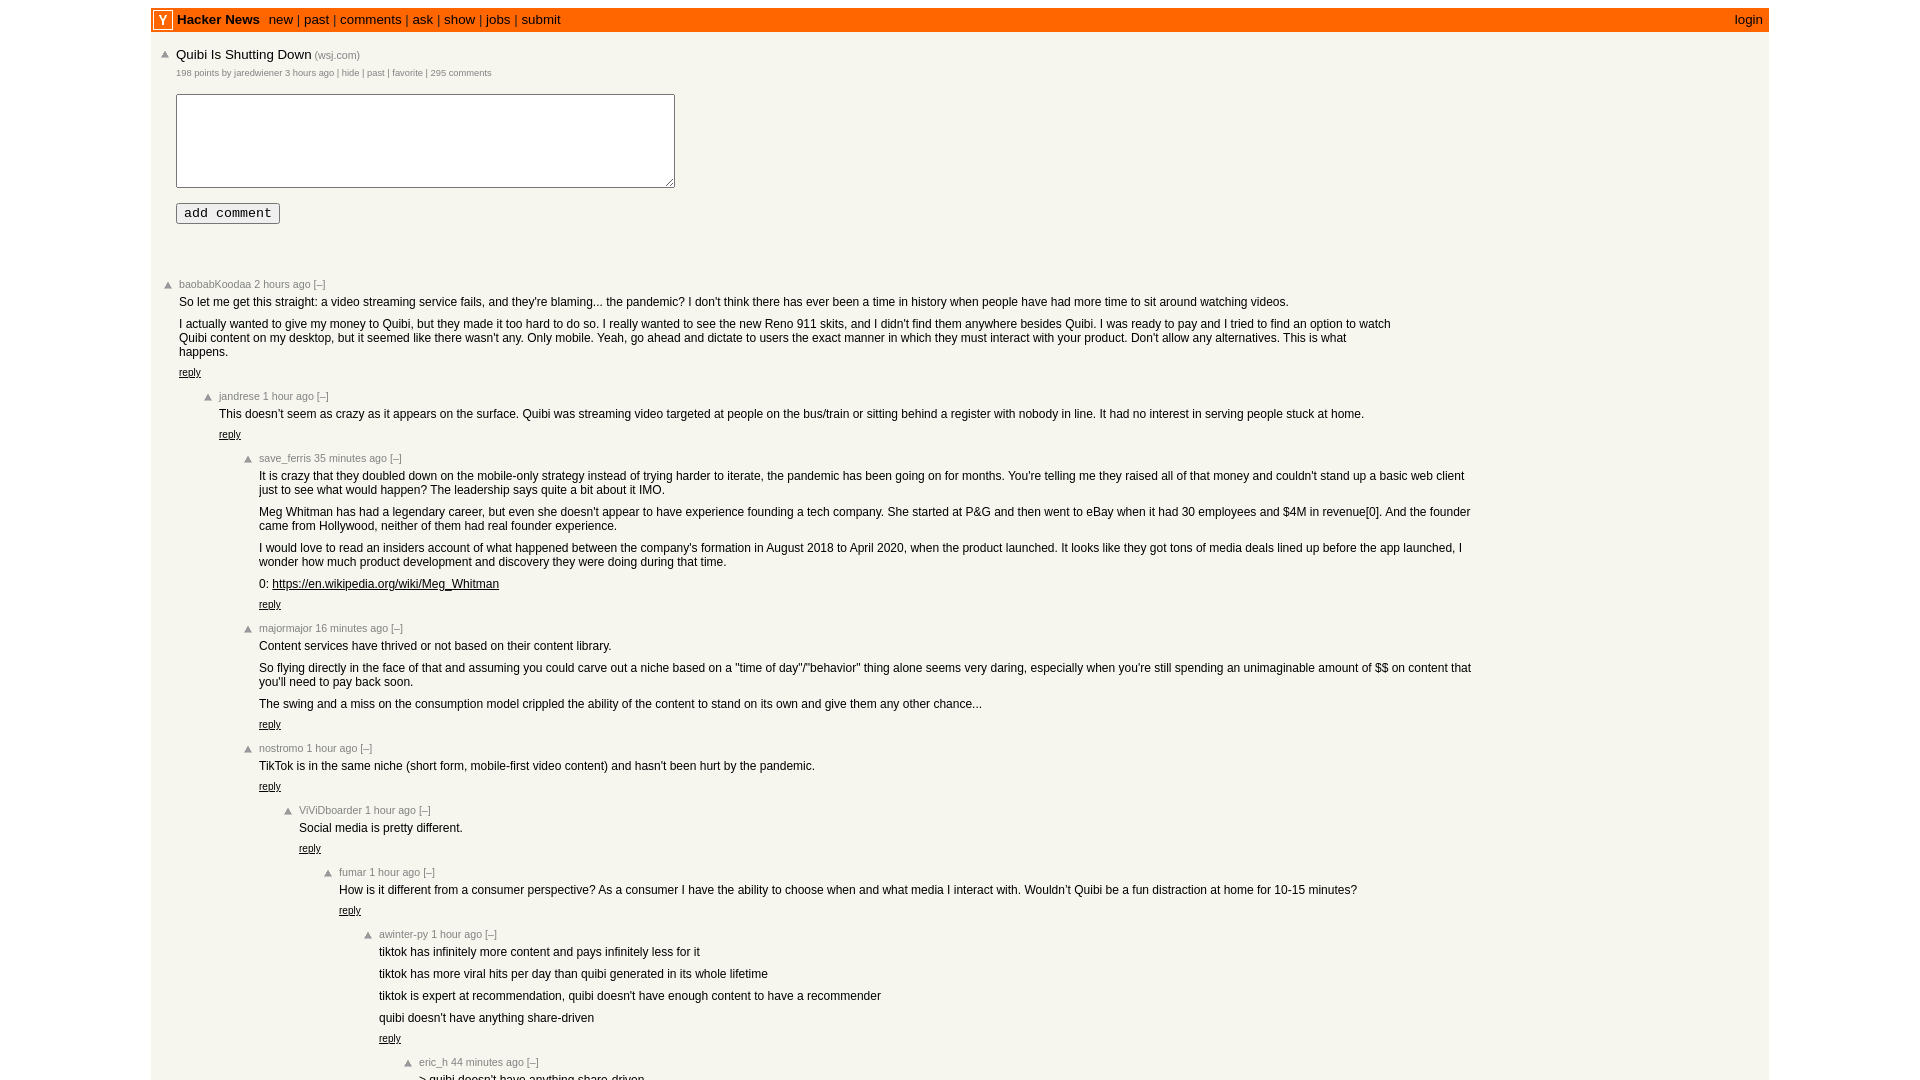 Y Hacker News new | past | comments | ask | show | jobs | submit login
Quibi Is Shutting Down (wsj.com)
198 points by jaredwiener 3 hours ago | hide | past | favorite | 295 comments
add comment
baobabKoodaa 2 hours ago [–]
So let me get this straight: a video streaming service fails, and they're blaming... the pandemic? I don't think there has ever been a time in history when people have had more time to sit around watching videos.
I actually wanted to give my money to Quibi, but they made it too hard to do so. I really wanted to see the new Reno 911 skits, and I didn't find them anywhere besides Quibi. I was ready to pay and I tried to find an option to watch
Quibi content on my desktop, but it seemed like there wasn't any. Only mobile. Yeah, go ahead and dictate to users the exact manner in which they must interact with your product. Don't allow any alternatives. This is what
happens.
reply
jandrese 1 hour ago [–]
This doesn’t seem as crazy as it appears on the surface. Quibi was streaming video targeted at people on the bus/train or sitting behind a register with nobody in line. It had no interest in serving people stuck at home.
reply
save_ferris 35 minutes ago [–]
It is crazy that they doubled down on the mobile-only strategy instead of trying harder to iterate, the pandemic has been going on for months. You're telling me they raised all of that money and couldn't stand up a basic web client
just to see what would happen? The leadership says quite a bit about it IMO.
Meg Whitman has had a legendary career, but even she doesn't appear to have experience founding a tech company. She started at P&G and then went to eBay when it had 30 employees and $4M in revenue[0]. And the founder
came from Hollywood, neither of them had real founder experience.
I would love to read an insiders account of what happened between the company's formation in August 2018 to April 2020, when the product launched. It looks like they got tons of media deals lined up before the app launched, I
wonder how much product development and discovery they were doing during that time.
0: https://en.wikipedia.org/wiki/Meg_Whitman
reply
majormajor 16 minutes ago [–]
Content services have thrived or not based on their content library.
So flying directly in the face of that and assuming you could carve out a niche based on a "time of day"/"behavior" thing alone seems very daring, especially when you're still spending an unimaginable amount of $$ on content that
you'll need to pay back soon.
The swing and a miss on the consumption model crippled the ability of the content to stand on its own and give them any other chance...
reply
nostromo 1 hour ago [–]
TikTok is in the same niche (short form, mobile-first video content) and hasn't been hurt by the pandemic.
reply
ViViDboarder 1 hour ago [–]
Social media is pretty different.
reply
fumar 1 hour ago [–]
How is it different from a consumer perspective? As a consumer I have the ability to choose when and what media I interact with. Wouldn’t Quibi be a fun distraction at home for 10-15 minutes?
reply
awinter-py 1 hour ago [–]
tiktok has infinitely more content and pays infinitely less for it
tiktok has more viral hits per day than quibi generated in its whole lifetime
tiktok is expert at recommendation, quibi doesn't have enough content to have a recommender
quibi doesn't have anything share-driven
reply
eric_h 44 minutes ago [–]
> quibi doesn't have anything share-driven